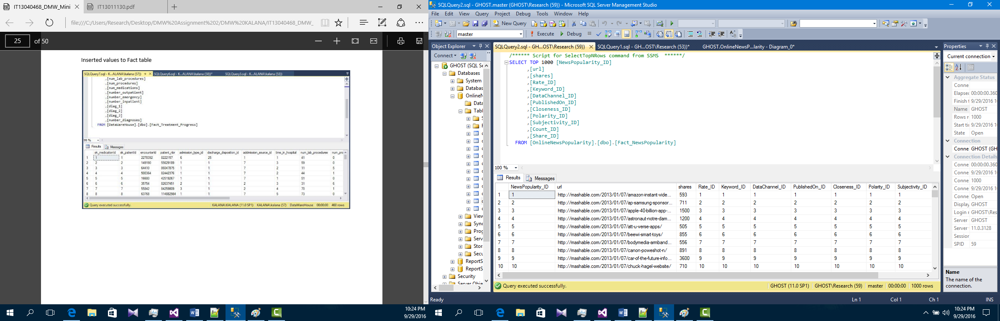 IT13040468_DMW_Mini
IT13011130.pdf
file:///C:/Users/Research/Desktop/DMW%20Assignment%202/DMW%20KALANA/IT13040468_DMW_
25 of 50
Inserted values to Fact table
SQLQuery7.sql - K...ALANA\kalana (57))
SQLQuery6.sql - K...ALANA\kalana (58))*
SQLQuery3.sql - K...ALANA\kalana (53))
,[num_lab_procedures]
,[num_procedures]
,[num_medications]
,[number_outpatient]
,[number_emergency]
,[number_inpatient]
,[diag_1]
,[diag_2]
,[diag_3]
,[number_diagnoses]
FROM [DataWareHouse].[dbo].[Fact_Treatment_Progress]
99 %
Results Messages
sk_medicationId sk_patientId encounterId patient_nbr admission_type_id discharge_disposition_id addmission_source_id time_in_hospital num_lab_procedures num_pro
1 1 1 2278392 8222157 6 25 1 1 41 0
2 2 2 149190 55629189 1 1 7 3 59 0
3 3 3 64410 86047875 1 1 7 2 11 5
4 4 4 500364 82442376 1 1 7 2 44 1
5 5 5 16680 42519267 1 1 7 1 51 0
6 6 6 35754 82637451 2 1 2 3 31 6
7 7 7 55842 84259809 3 1 2 4 70 1
8 8 8 63768 114882984 1 1 7 5 73 0
Query executed successfully. KALANA\KALANA (11.0 SP1) KALANA\kalana (57) DataWareHouse 00:00:00 460 rows
10:24 PM
9/29/2016
SQLQuery2.sql - GHOST.master (GHOST\Research (59)) - Microsoft SQL Server Management Studio
File Edit View Query Project Debug Tools Window Help
New Query
master Execute Debug
Object Explorer
Connect
GHOST (SQL Se
Databases
System
Databas
OnlineN
Data
Tabl
View
Sync
Prog
Serv
Stor
Secu
ReportS
ReportS
Security
Server Obje
SQLQuery2.sql - GH...OST\Research (59))
SQLQuery1.sql - GH...OST\Research (53))*
GHOST.OnlineNewsP...larity - Diagram_0*
/****** Script for SelectTopNRows command from SSMS ******/
SELECT TOP 1000 [NewsPopularity_ID]
,[url]
,[shares]
,[Rate_ID]
,[Keyword_ID]
,[DataChannel_ID]
,[PublishedOn_ID]
,[Closeness_ID]
,[Polarity_ID]
,[Subjectivity_ID]
,[Count_ID]
,[Share_ID]
FROM [OnlineNewsPopularity].[dbo].[Fact_NewsPopularity]
100 %
Results Messages
NewsPopularity_ID url shares Rate_ID Keyword_ID DataChannel_ID PublishedOn_ID Closeness_ID Polarity_ID Subjectivity_ID
1 1 http://mashable.com/2013/01/07/amazon-instant-vide... 593 1 1 1 1 1 1 1
2 2 http://mashable.com/2013/01/07/ap-samsung-sponsor... 711 2 2 2 2 2 2 2
3 3 http://mashable.com/2013/01/07/apple-40-billion-app-... 1500 3 3 3 3 3 3 3
4 4 http://mashable.com/2013/01/07/astronaut-notre-dam... 1200 4 4 4 4 4 4 4
5 5 http://mashable.com/2013/01/07/att-u-verse-apps/ 505 5 5 5 5 5 5 5
6 6 http://mashable.com/2013/01/07/beewi-smart-toys/ 855 6 6 6 6 6 6 6
7 7 http://mashable.com/2013/01/07/bodymedia-armband... 556 7 7 7 7 7 7 7
8 8 http://mashable.com/2013/01/07/canon-poweshot-n/ 891 8 8 8 8 8 8 8
9 9 http://mashable.com/2013/01/07/car-of-the-future-info... 3600 9 9 9 9 9 9 9
10 10 http://mashable.com/2013/01/07/chuck-hagel-website/ 710 10 10 10 10 10 10 10
Query executed successfully. GHOST (11.0 SP1) GHOST\Research (59) master 00:00:00 1000 rows
Properties
Current connection
Aggregate Status
Conne
Elapsec 00:00:00.360
Finish t 9/29/2016 1
Name GHOST
Rows r 1000
Start tii 9/29/2016 1
State Open
Connection
Conne GHOST (GH
Connection Details
Conne 00:00:00.360
Conne 9/29/2016 1
Conne 1000
Conne 9/29/2016 1
Conne Open
Display GHOST
Login r GHOST\Res
Server GHOST
Server 11.0.3128
Session
SPID 59
Name
The name of the
connection.
Ready Ln 1 Col 1 Ch 1 INS
10:24 PM
9/29/2016